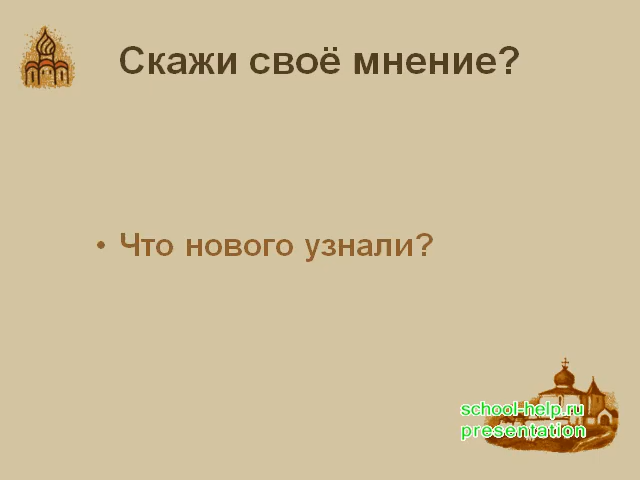 Скажи своё мнение?
• Что нового узнали?
school-help.ru
presentation